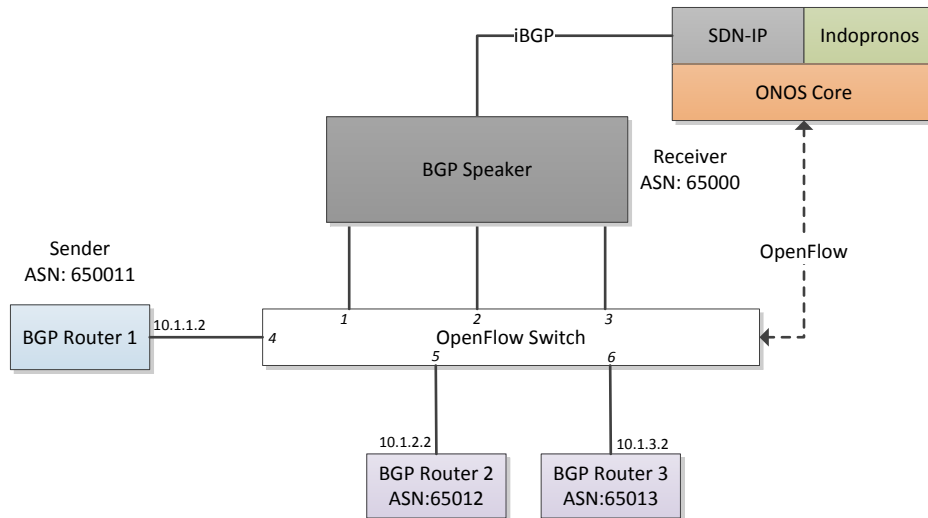 iBGP
SDN-IP
Indopronos
ONOS Core
BGP Speaker
Receiver
ASN: 65000
Sender
ASN: 650011
OpenFlow
BGP Router 1
10.1.1.2
1
2
3
4
OpenFlow Switch
5
6
10.1.2.2
10.1.3.2
BGP Router 2
ASN:65012
BGP Router 3
ASN:65013